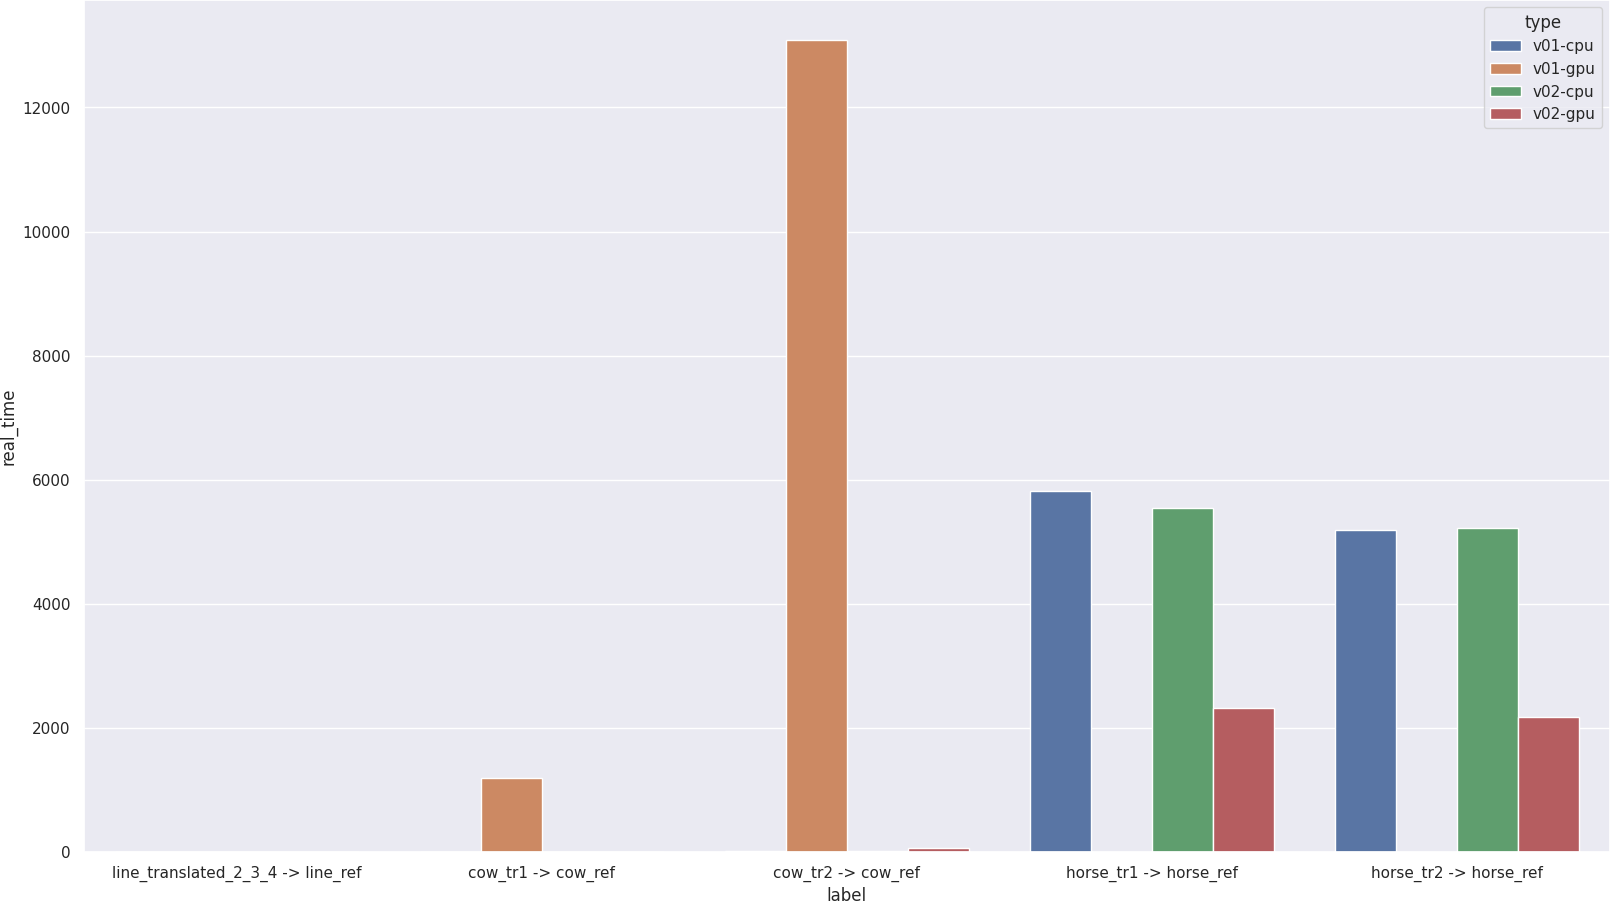 type
v01-cpu
v01-gpu
v02-cpu
v02-gpu
12000
10000
8000
6000
4000
2000
0
real_time
line_translated_2_3_4 -> line_ref
cow_tr1 -> cow_ref
cow_tr2 -> cow_ref
horse_tr1 -> horse_ref
horse_tr2 -> horse_ref
label